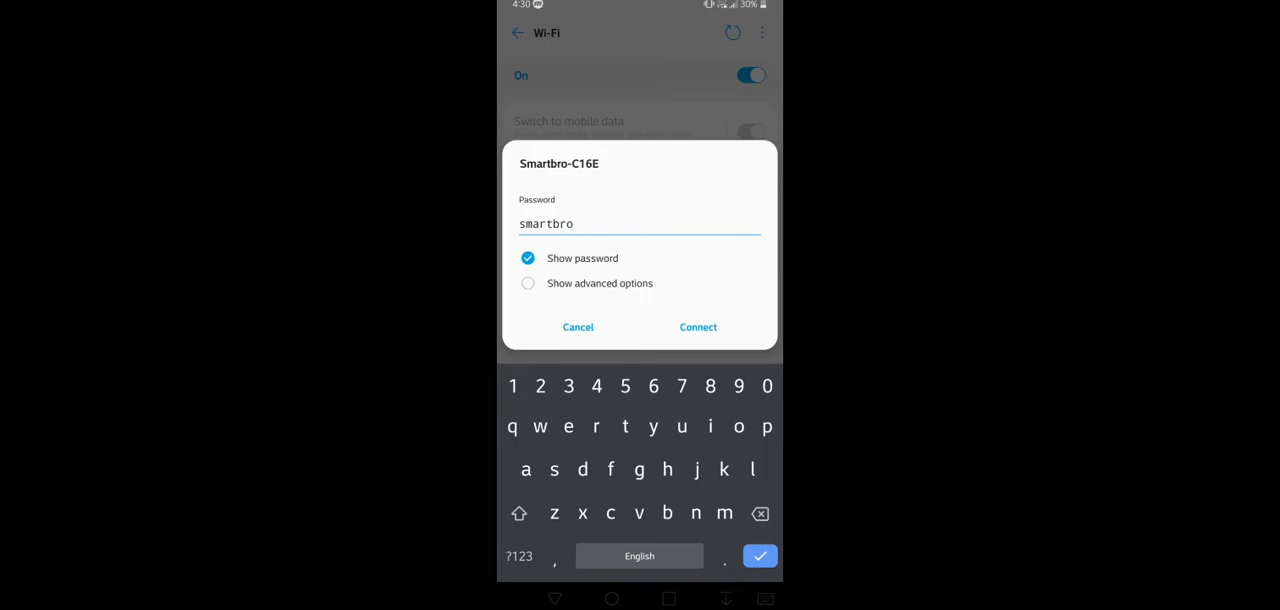 4:30 30%
Wi-Fi
On
Switch to mobile data
Smartbro-C16E
Password
smartbro
Show password
Show advanced options
Cancel Connect
1 2 3 4 5 6 7 8 9 0
q w e r t y u i o p
a s d f g h j k l
z x c v b n m
?123 , English .